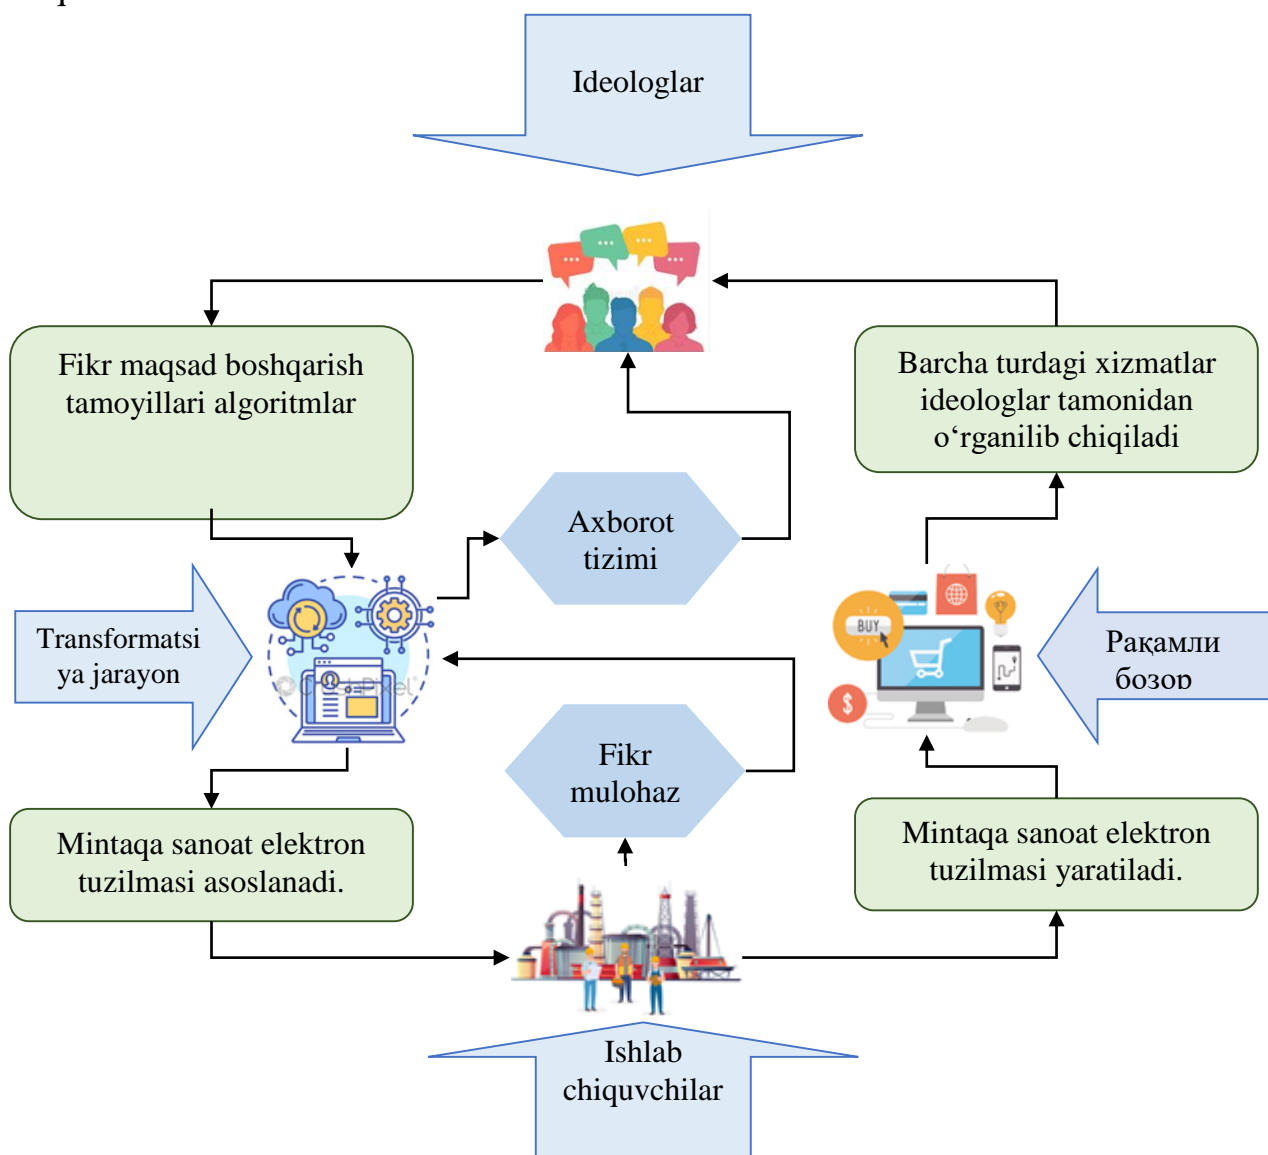 Ideologlar
Fikr maqsad boshqarish
tamoyillari algoritmlar
Barcha turdagi xizmatlar
ideologlar tamonidan
o‘rganilib chiqiladi
Axborot
tizimi
Transformatsi
ya jarayon
BUY
Рақамли
бозор
Fikr
mulohaz
Mintaqa sanoat elektron
tuzilmasi asoslanadi.
Mintaqa sanoat elektron
tuzilmasi yaratiladi.
Ishlab
chiquvchilar